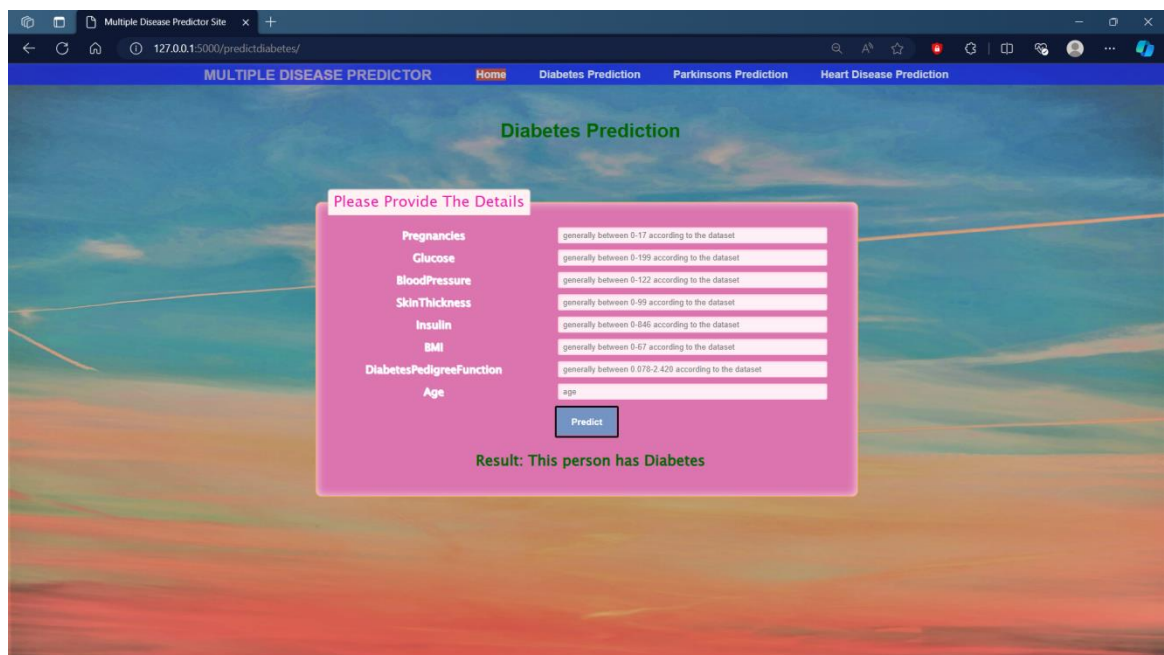 Multiple Disease Predictor Site
127.0.0.1:5000/predictdiabetes/
MULTIPLE DISEASE PREDICTOR Home Diabetes Prediction Parkinsons Prediction Heart Disease Prediction
Diabetes Prediction
Please Provide The Details
Pregnancies generally between 0-17 according to the dataset
Glucose generally between 0-199 according to the dataset
BloodPressure generally between 0-122 according to the dataset
SkinThickness generally between 0-99 according to the dataset
Insulin generally between 0-846 according to the dataset
BMI generally between 0-67 according to the dataset
DiabetesPedigreeFunction generally between 0.078-2.420 according to the dataset
Age age
Predict
Result: This person has Diabetes